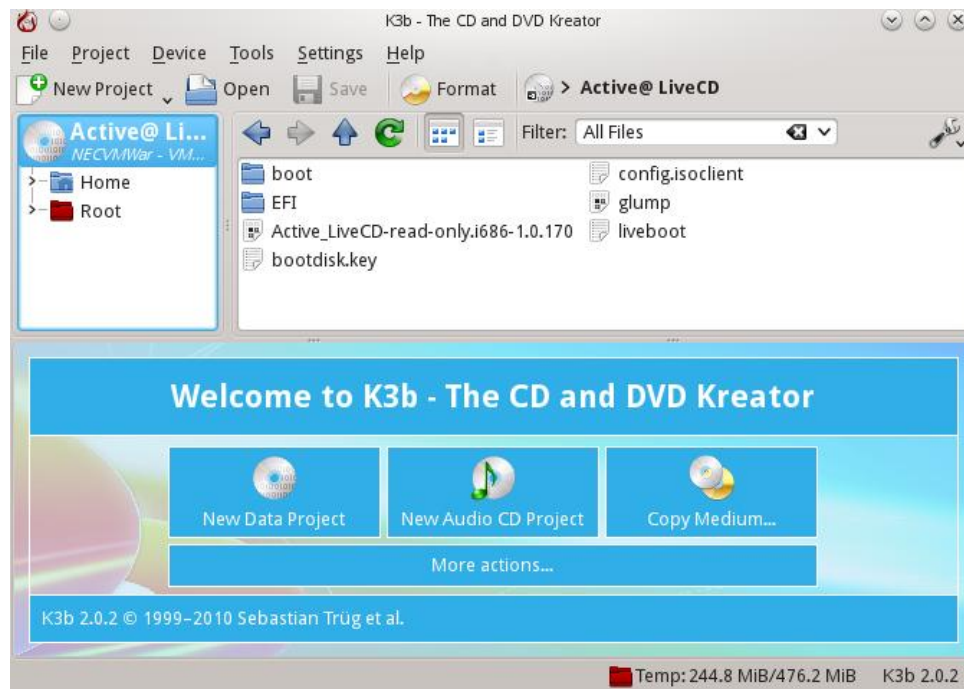 K3b - The CD and DVD Kreator
File Project Device Tools Settings Help
New Project Open Save Format > Active@ LiveCD
Active@ Li...
NECVMWar - VM...
Home
Root
Filter: All Files
boot
EFI
Active_LiveCD-read-only.i686-1.0.170
bootdisk.key
config.isoclient
glump
liveboot
Welcome to K3b - The CD and DVD Kreator
New Data Project New Audio CD Project Copy Medium...
More actions...
K3b 2.0.2 © 1999–2010 Sebastian Trüg et al.
Temp: 244.8 MiB/476.2 MiB K3b 2.0.2